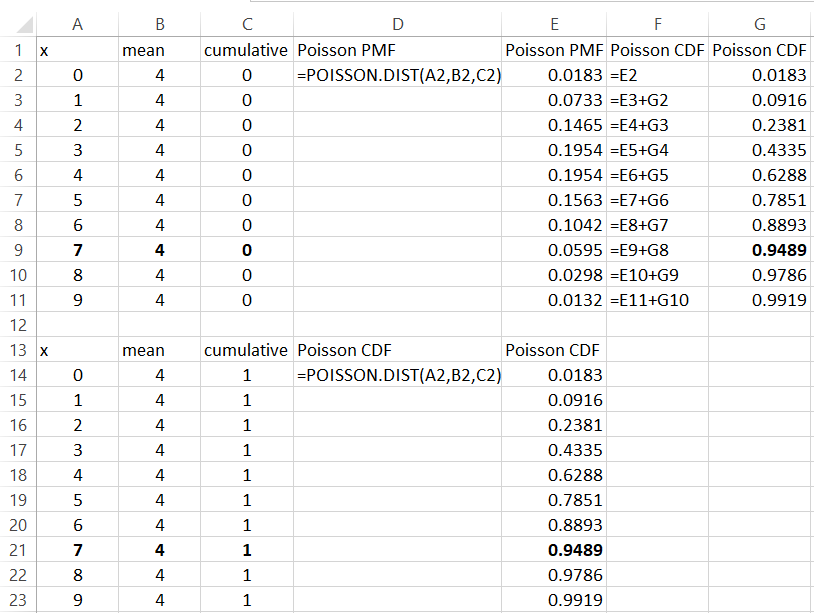 A B C D E F G
1 x mean cumulative Poisson PMF Poisson PMF Poisson CDF Poisson CDF
2 0 4 0 =POISSON.DIST(A2,B2,C2) 0.0183 =E2 0.0183
3 1 4 0 0.0733 =E3+G2 0.0916
4 2 4 0 0.1465 =E4+G3 0.2381
5 3 4 0 0.1954 =E5+G4 0.4335
6 4 4 0 0.1954 =E6+G5 0.6288
7 5 4 0 0.1563 =E7+G6 0.7851
8 6 4 0 0.1042 =E8+G7 0.8893
9 7 4 0 0.0595 =E9+G8 0.9489
10 8 4 0 0.0298 =E10+G9 0.9786
11 9 4 0 0.0132 =E11+G10 0.9919
12
13 x mean cumulative Poisson CDF Poisson CDF
14 0 4 1 =POISSON.DIST(A2,B2,C2) 0.0183
15 1 4 1 0.0916
16 2 4 1 0.2381
17 3 4 1 0.4335
18 4 4 1 0.6288
19 5 4 1 0.7851
20 6 4 1 0.8893
21 7 4 1 0.9489
22 8 4 1 0.9786
23 9 4 1 0.9919